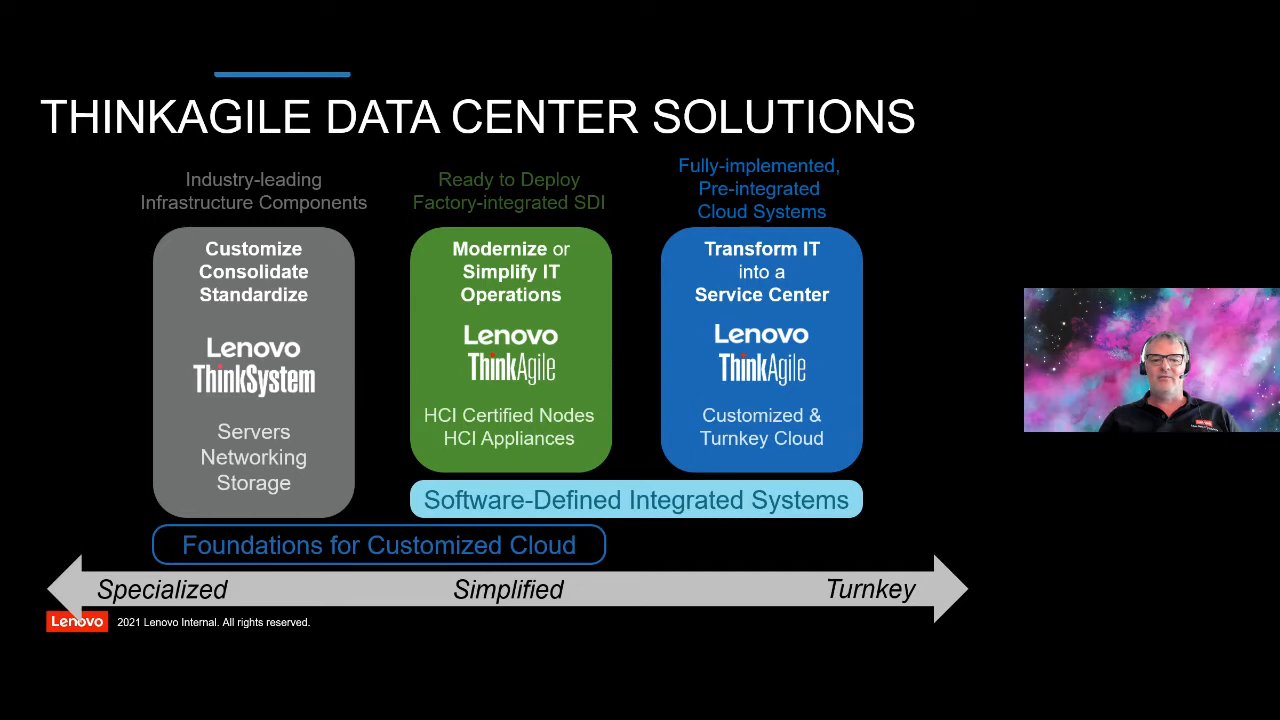 THINKAGILE DATA CENTER SOLUTIONS
Industry-leading
Infrastructure Components
Customize
Consolidate
Standardize
Lenovo
ThinkSystem
Servers
Networking
Storage
Ready to Deploy
Factory-integrated SDI
Modernize or
Simplify IT
Operations
Lenovo
ThinkAgile
HCI Certified Nodes
HCI Appliances
Fully-implemented,
Pre-integrated
Cloud Systems
Transform IT
into a
Service Center
Lenovo
ThinkAgile
Customized &
Turnkey Cloud
Software-Defined Integrated Systems
Foundations for Customized Cloud
Specialized
Simplified
Turnkey
Lenovo
2021 Lenovo Internal. All rights reserved.